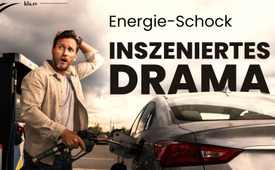 kla.tv
Energie-Schock
INSZENIERTES
DRAMA